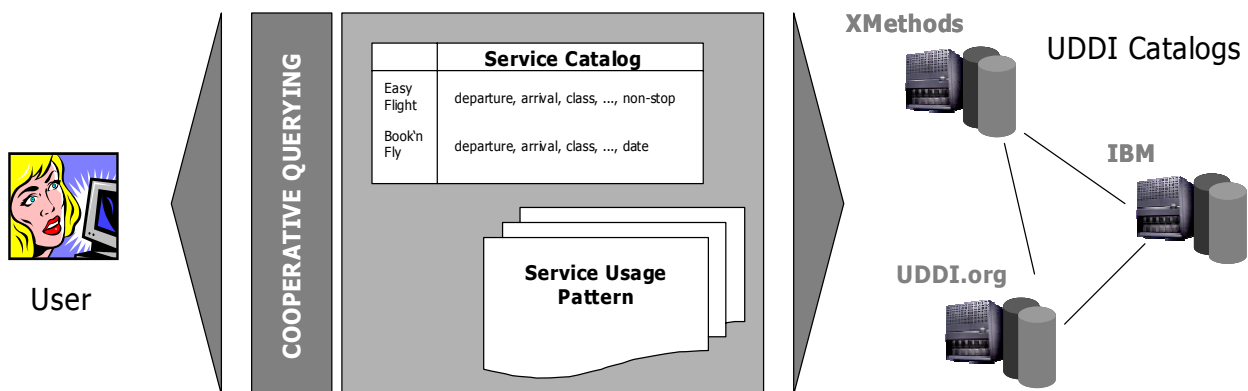 User
COOPERATIVE QUERYING
Service Catalog
Easy
Flight
departure, arrival, class, ..., non-stop
Book‘n
Fly
departure, arrival, class, ..., date
Service Usage
Pattern
XMethods
UDDI Catalogs
IBM
UDDI.org